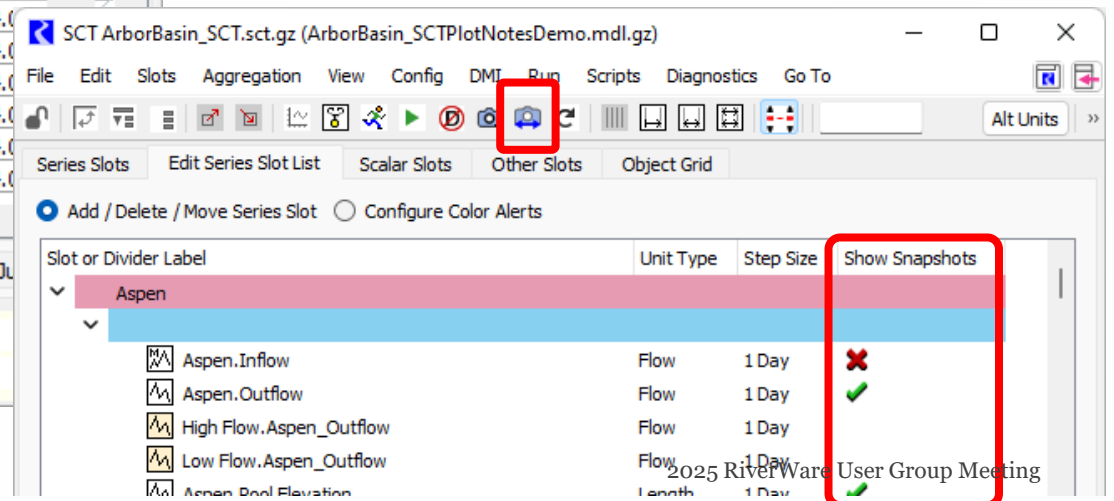 SCT ArborBasin_SCT.sct.gz (ArborBasin_SCTPlotNotesDemo.mdl.gz)
File Edit Slots Aggregation View Config DMI Run Scripts Diagnostics Go To
Alt Units »
Series Slots Edit Series Slot List Scalar Slots Other Slots Object Grid
Add / Delete / Move Series Slot Configure Color Alerts
Slot or Divider Label Unit Type Step Size Show Snapshots
Aspen
Aspen.Inflow Flow 1 Day
Aspen.Outflow Flow 1 Day
High Flow.Aspen_Outflow Flow 1 Day
Low Flow.Aspen_Outflow Flow 1 Day
2025 RiverWare User Group Meeting
Aspen.Pool Elevation Length 1 Day